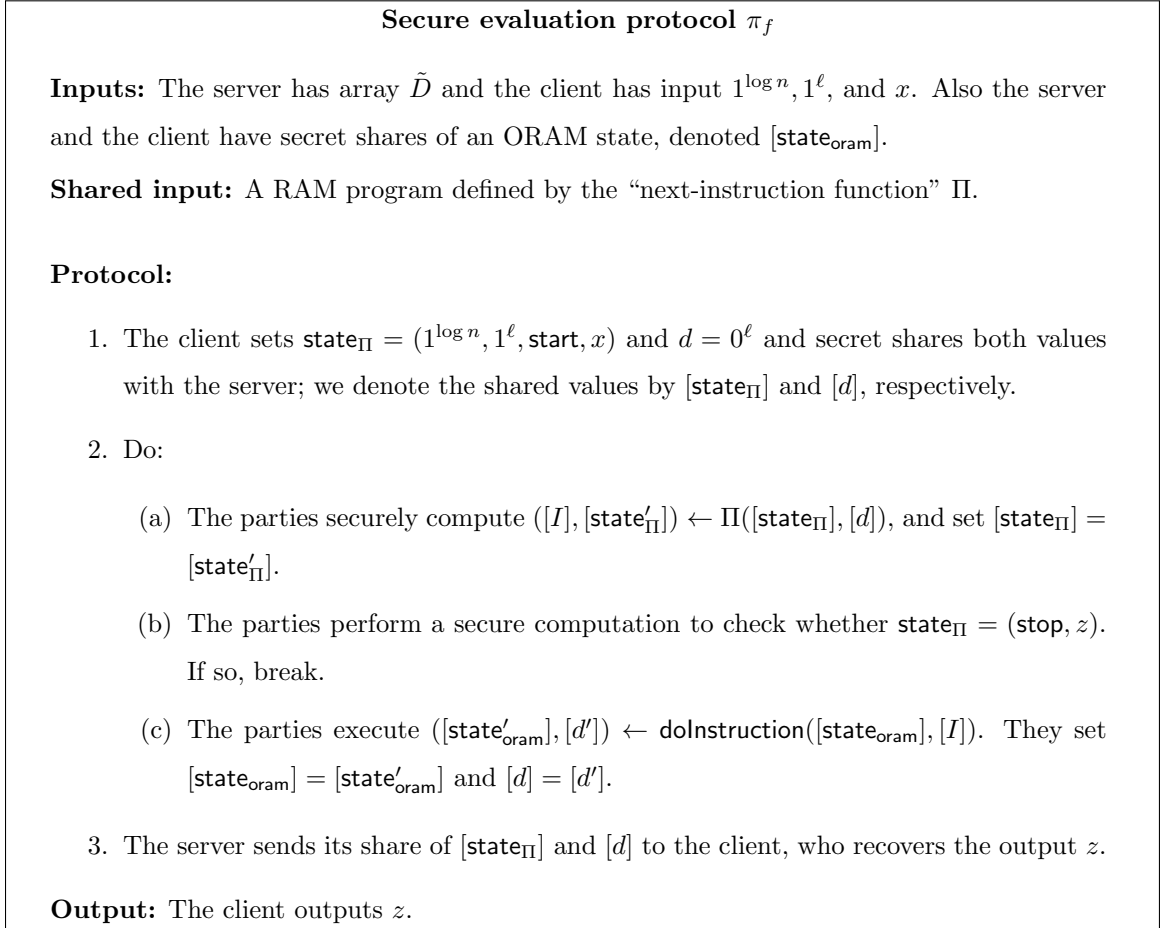 Secure evaluation protocol π_f
Inputs: The server has array D̃ and the client has input 1^{log n}, 1^ℓ, and x. Also the server
and the client have secret shares of an ORAM state, denoted [state_oram].
Shared input: A RAM program defined by the “next-instruction function” Π.
Protocol:
1. The client sets state_Π = (1^{log n}, 1^ℓ, start, x) and d = 0^ℓ and secret shares both values
with the server; we denote the shared values by [state_Π] and [d], respectively.
2. Do:
(a) The parties securely compute ([I], [state′_Π]) ← Π([state_Π], [d]), and set [state_Π] =
[state′_Π].
(b) The parties perform a secure computation to check whether state_Π = (stop, z).
If so, break.
(c) The parties execute ([state′_oram], [d′]) ← doInstruction([state_oram], [I]). They set
[state_oram] = [state′_oram] and [d] = [d′].
3. The server sends its share of [state_Π] and [d] to the client, who recovers the output z.
Output: The client outputs z.